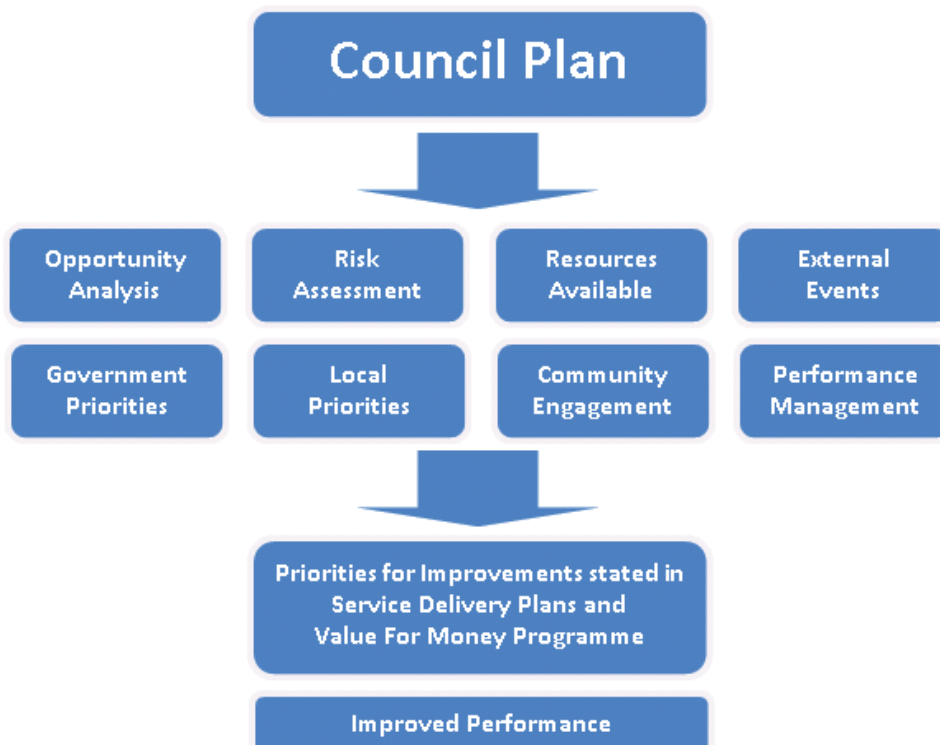 Council Plan
Opportunity
Analysis
Risk
Assessment
Resources
Available
External
Events
Government
Priorities
Local
Priorities
Community
Engagement
Performance
Management
Priorities for Improvements stated in
Service Delivery Plans and
Value For Money Programme
Improved Performance